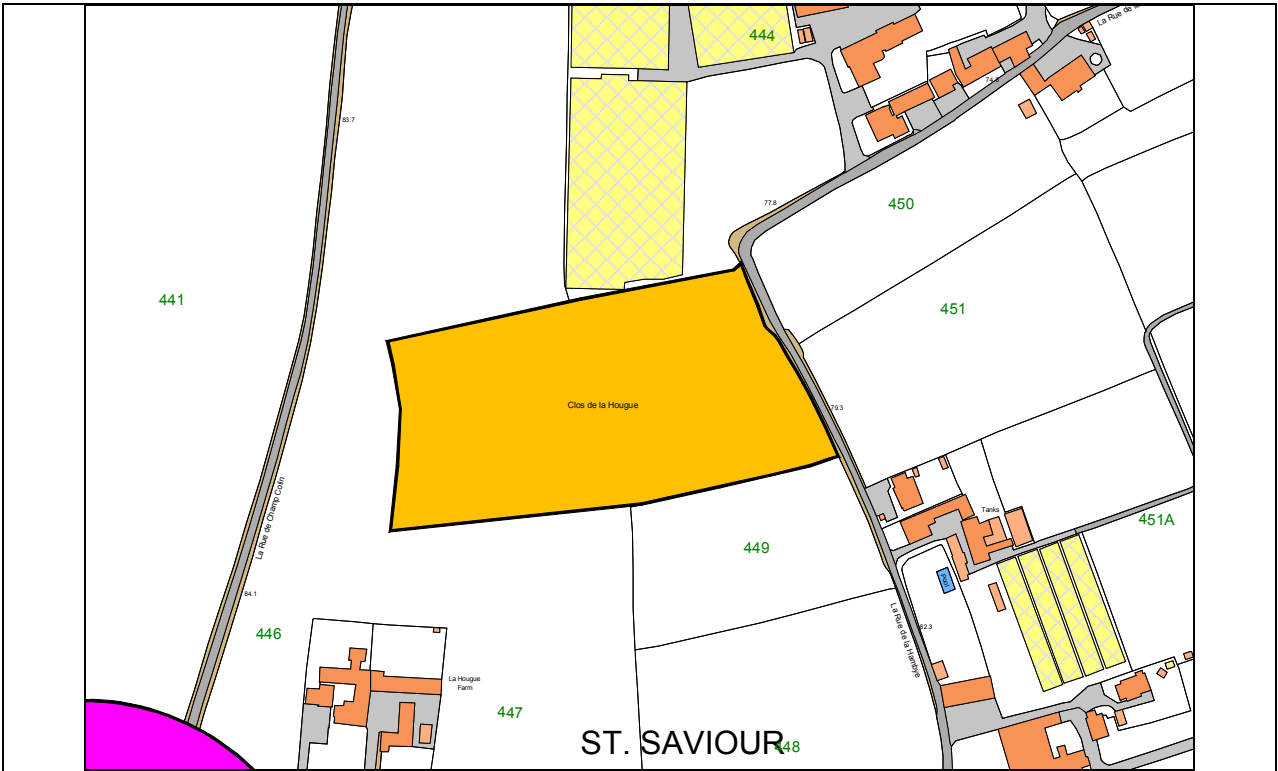 La Rue de
444
74.8
83.7
77.8
450
441
451
Clos de la Hougue
79.3
La Rue de Champ Colin
Tanks
451A
449
Pool
84.1
La Rue de la Hambye
82.3
446
La Hougue
Farm
447
ST. SAVIOUR
448